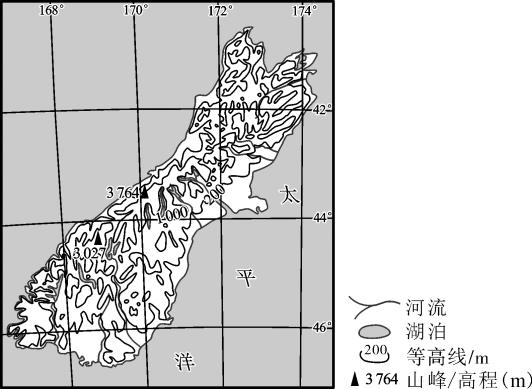 168° 170° 172° 174°
42°
3 764
200
太
1 000
44°
3 027
平
46°
洋
河流
湖泊
200 等高线/m
▲ 3 764 山峰/高程(m)